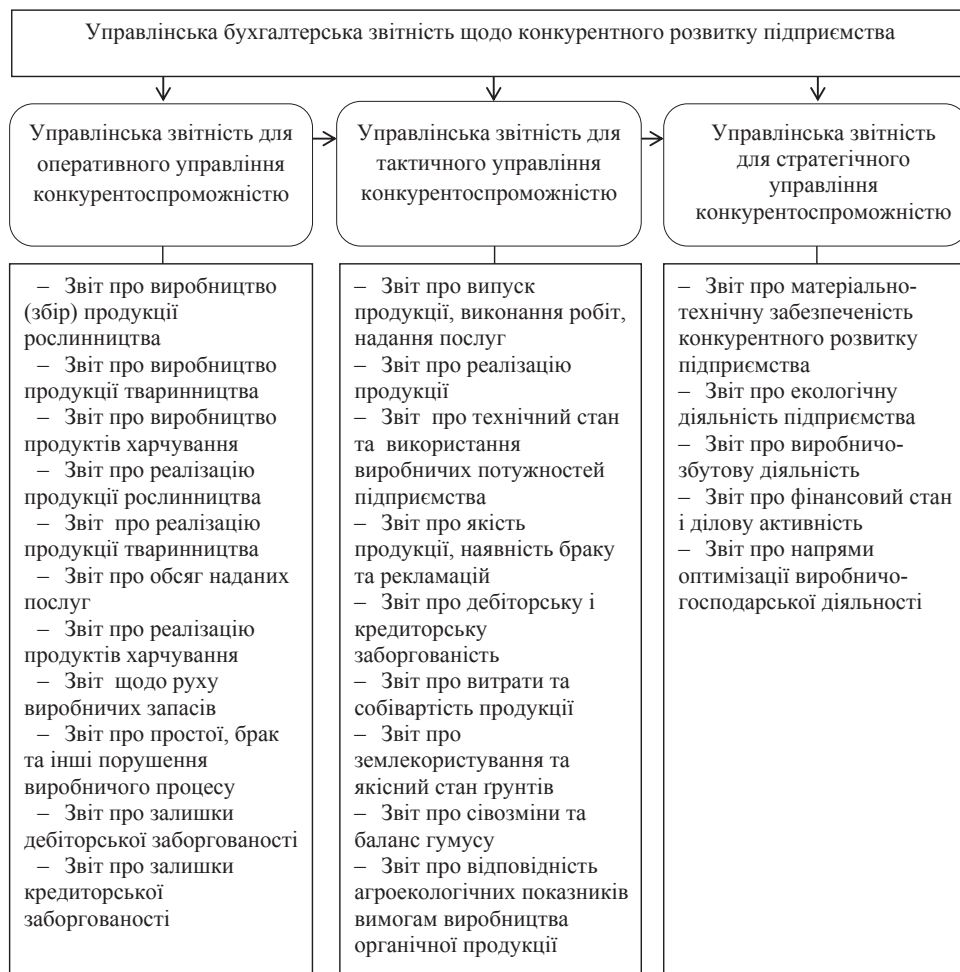 Управлінська бухгалтерська звітність щодо конкурентного розвитку підприємства
Управлінська звітність для
оперативного управління
конкурентоспроможністю
Управлінська звітність для
тактичного управління
конкурентоспроможністю
Управлінська звітність
для стратегічного
управління
конкурентоспроможністю
– Звіт про виробництво
(збір) продукції
рослинництва
– Звіт про виробництво
продукції тваринництва
– Звіт про виробництво
продуктів харчування
– Звіт про реалізацію
продукції рослинництва
– Звіт про реалізацію
продукції тваринництва
– Звіт про обсяг наданих
послуг
– Звіт про реалізацію
продуктів харчування
– Звіт щодо руху
виробничих запасів
– Звіт про простої, брак
та інші порушення
виробничого процесу
– Звіт про залишки
дебіторської заборгованості
– Звіт про залишки
кредиторської
заборгованості
– Звіт про випуск
продукції, виконання робіт,
надання послуг
– Звіт про реалізацію
продукції
– Звіт про технічний стан
та використання
виробничих потужностей
підприємства
– Звіт про якість
продукції, наявність браку
та рекламацій
– Звіт про дебіторську і
кредиторську
заборгованість
– Звіт про витрати та
собівартість продукції
– Звіт про
землекористування та
якісний стан ґрунтів
– Звіт про сівозміни та
баланс гумусу
– Звіт про відповідність
агроекологічних показників
вимогам виробництва
органічної продукції
– Звіт про матеріально-
технічну забезпеченість
конкурентного розвитку
підприємства
– Звіт про екологічну
діяльність підприємства
– Звіт про виробничо-
збутову діяльність
– Звіт про фінансовий стан
і ділову активність
– Звіт про напрями
оптимізації виробничо-
господарської діяльності